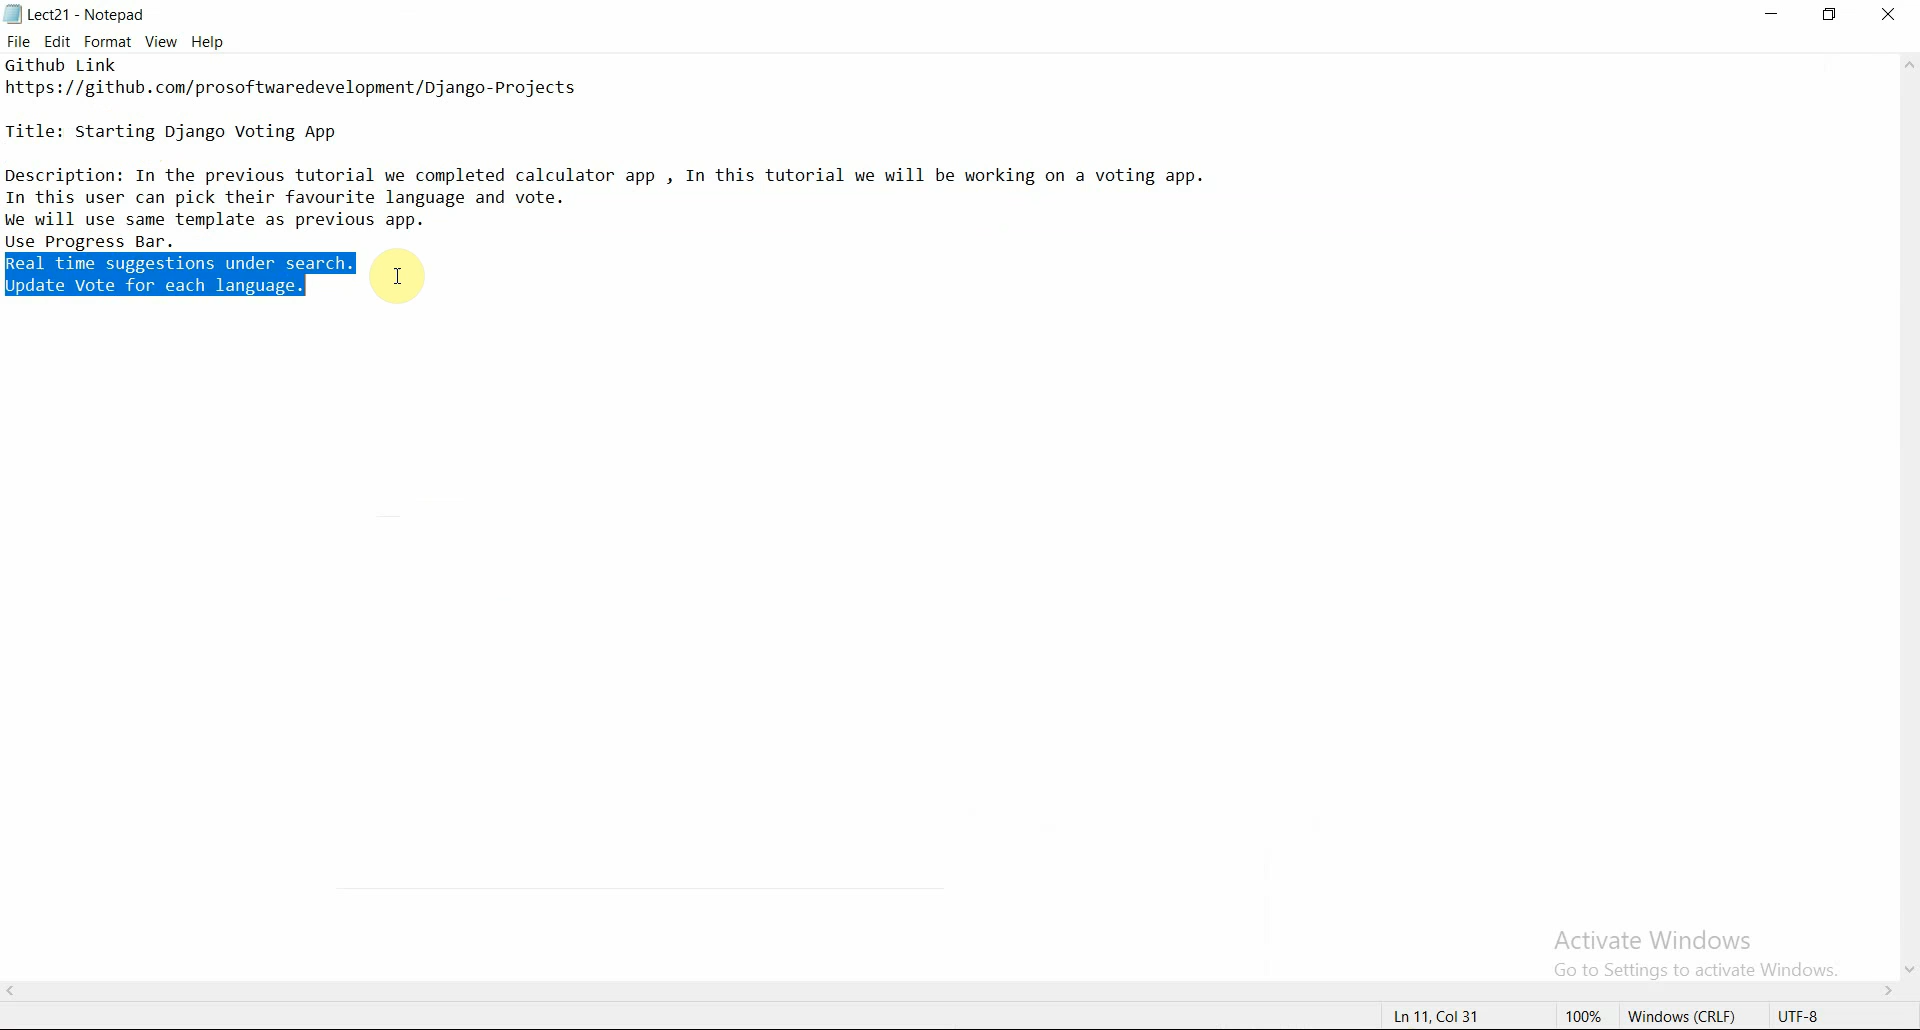 Lect21 - Notepad
File Edit Format View Help
Github Link
https://github.com/prosoftwaredevelopment/Django-Projects
Title: Starting Django Voting App
Description: In the previous tutorial we completed calculator app , In this tutorial we will be working on a voting app.
In this user can pick their favourite language and vote.
We will use same template as previous app.
Use Progress Bar.
Real time suggestions under search.
Update Vote for each language.
Activate Windows
Go to Settings to activate Windows.
Ln 11, Col 31 100% Windows (CRLF) UTF-8